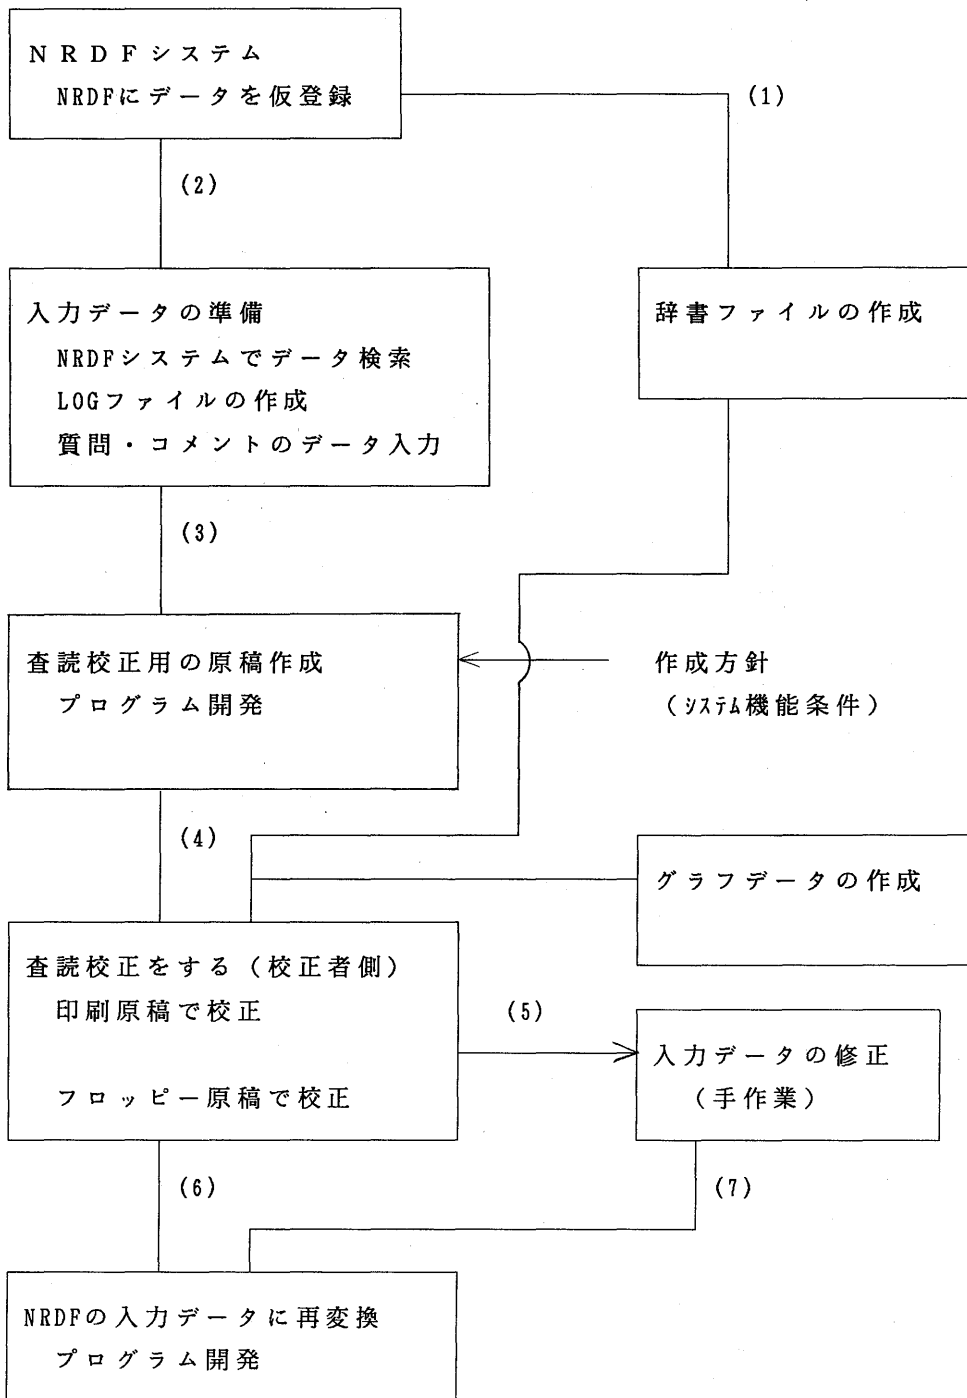 ＮＲＤＦシステム
NRDFにデータを仮登録
(1)
(2)
入力データの準備
NRDFシステムでデータ検索
LOGファイルの作成
質問・コメントのデータ入力
辞書ファイルの作成
(3)
査読校正用の原稿作成
プログラム開発
作成方針
（ｼｽﾃﾑ機能条件）
(4)
グラフデータの作成
査読校正をする（校正者側）
印刷原稿で校正
フロッピー原稿で校正
(5)
入力データの修正
（手作業）
(6)
(7)
NRDFの入力データに再変換
プログラム開発